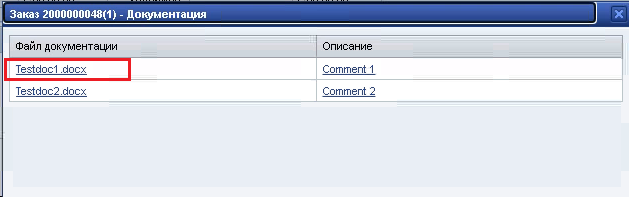 Заказ 2000000048(1) - Документация
Файл документации Описание
Testdoc1.docx Comment 1
Testdoc2.docx Comment 2